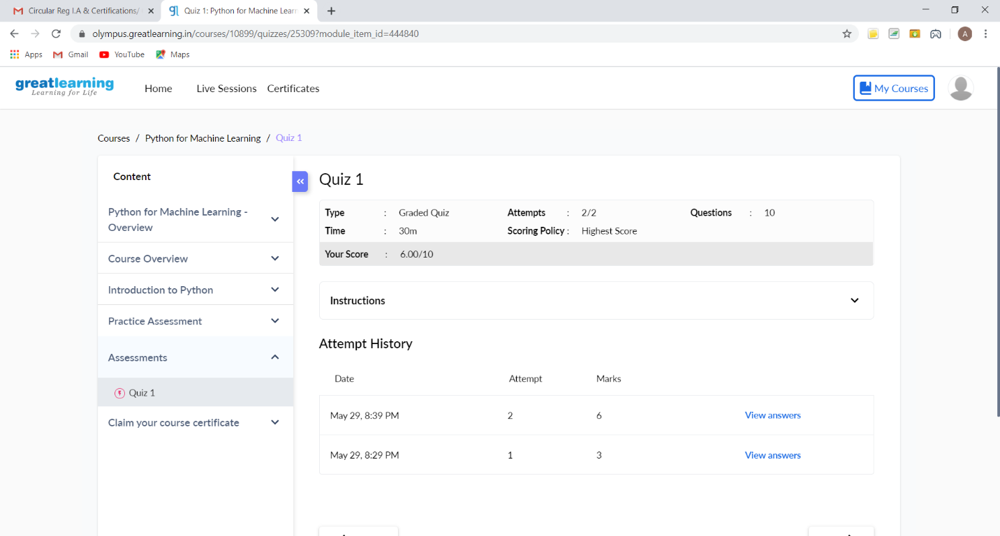 Circular Reg I.A & Certifications/
Quiz 1: Python for Machine Learn
olympus.greatlearning.in/courses/10899/quizzes/25309?module_item_id=444840
A
Apps Gmail YouTube Maps
greatlearning
Learning for Life
Home Live Sessions Certificates
My Courses
Courses / Python for Machine Learning / Quiz 1
Content
Python for Machine Learning -
Overview
Course Overview
Introduction to Python
Practice Assessment
Assessments
Quiz 1
Claim your course certificate
«
Quiz 1
Type : Graded Quiz Attempts : 2/2 Questions : 10
Time : 30m Scoring Policy : Highest Score
Your Score : 6.00/10
Instructions
Attempt History
Date Attempt Marks
May 29, 8:39 PM 2 6 View answers
May 29, 8:29 PM 1 3 View answers